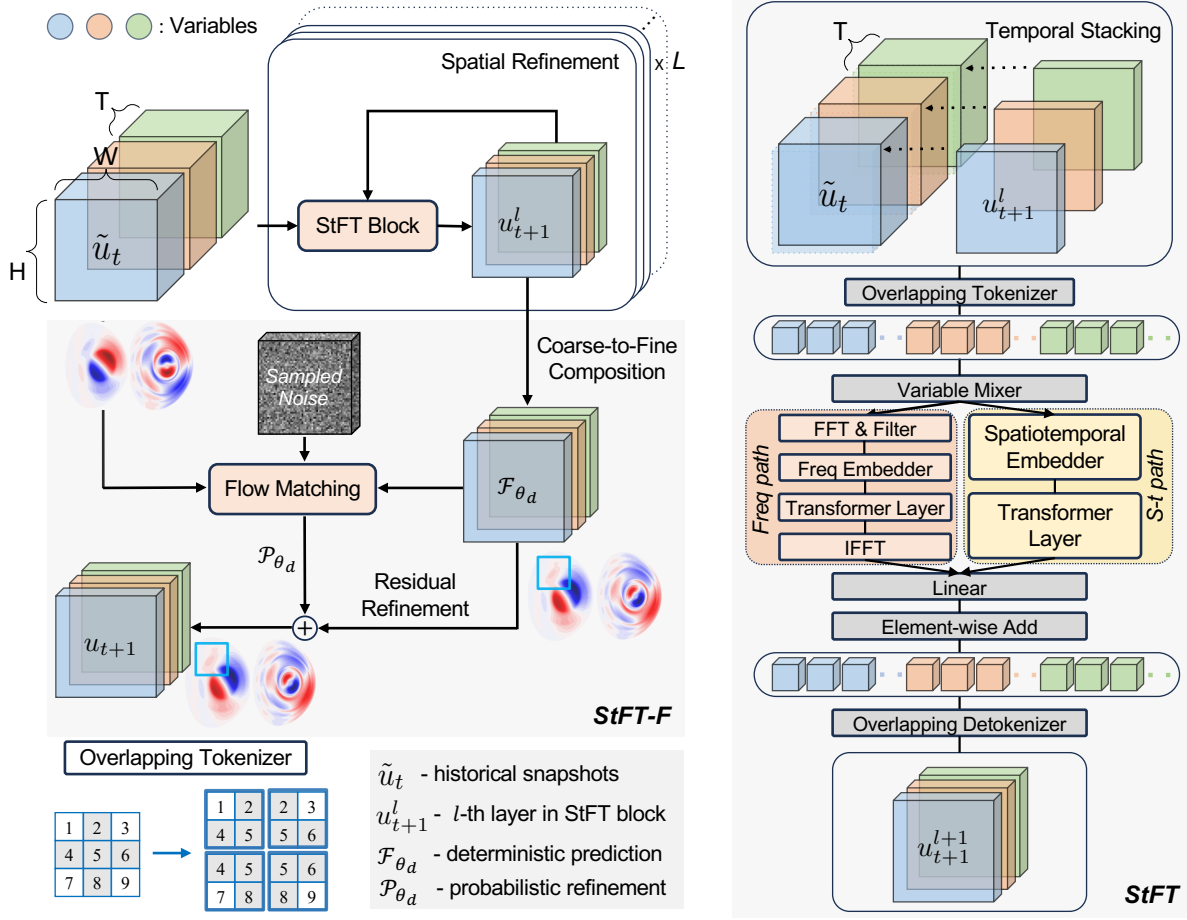 : Variables
T
W
H
ũ_t
Spatial Refinement
x L
StFT Block
u^l_{t+1}
Coarse-to-Fine
Composition
Sampled
Noise
Flow Matching
ℱ_{θ_d}
𝒫_{θ_d}
Residual
Refinement
+
u_{t+1}
StFT-F
Overlapping Tokenizer
1 2 3
4 5 6
7 8 9
1 2 2 3
4 5 5 6
4 5 5 6
7 8 8 9
ũ_t - historical snapshots
u^l_{t+1} - l-th layer in StFT block
ℱ_{θ_d} - deterministic prediction
𝒫_{θ_d} - probabilistic refinement
T
Temporal Stacking
ũ_t
u^l_{t+1}
Overlapping Tokenizer
Variable Mixer
Freq path
FFT & Filter
Freq Embedder
Transformer Layer
IFFT
Spatiotemporal
Embedder
Transformer
Layer
S-t path
Linear
Element-wise Add
Overlapping Detokenizer
u^{l+1}_{t+1}
StFT